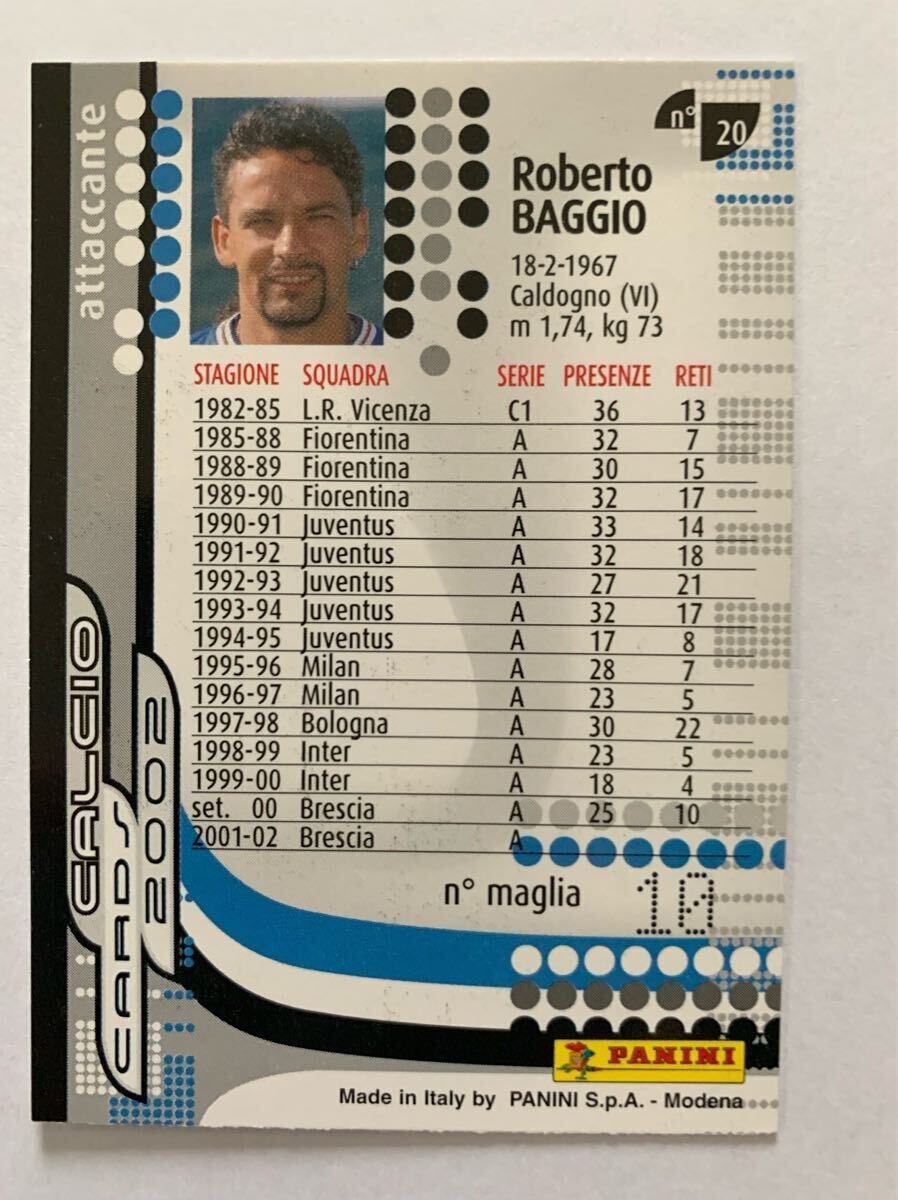 attaccante
n° 20
Roberto
BAGGIO
18-2-1967
Caldogno (VI)
m 1,74, kg 73
STAGIONE SQUADRA SERIE PRESENZE RETI
1982-85 L.R. Vicenza C1 36 13
1985-88 Fiorentina A 32 7
1988-89 Fiorentina A 30 15
1989-90 Fiorentina A 32 17
1990-91 Juventus A 33 14
1991-92 Juventus A 32 18
1992-93 Juventus A 27 21
1993-94 Juventus A 32 17
1994-95 Juventus A 17 8
1995-96 Milan A 28 7
1996-97 Milan A 23 5
1997-98 Bologna A 30 22
1998-99 Inter A 23 5
1999-00 Inter A 18 4
set. 00 Brescia A 25 10
2001-02 Brescia A
n° maglia 10
CALCIO
CARDS
2002
PANINI
Made in Italy by PANINI S.p.A. - Modena